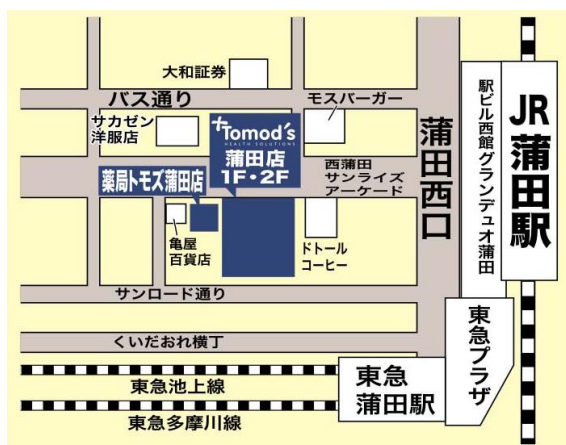 大和証券
バス通り
モスバーガー
サカゼン
洋服店
Tomod's
HEALTH SOLUTIONS
蒲田店
1F・2F
薬局トモズ蒲田店
西蒲田
サンライズ
アーケード
亀屋
百貨店
ドトール
コーヒー
サンロード通り
くいだおれ横丁
東急池上線
東急多摩川線
東急
蒲田駅
蒲田西口
駅ビル西館グランデュオ蒲田
JR蒲田駅
東急プラザ